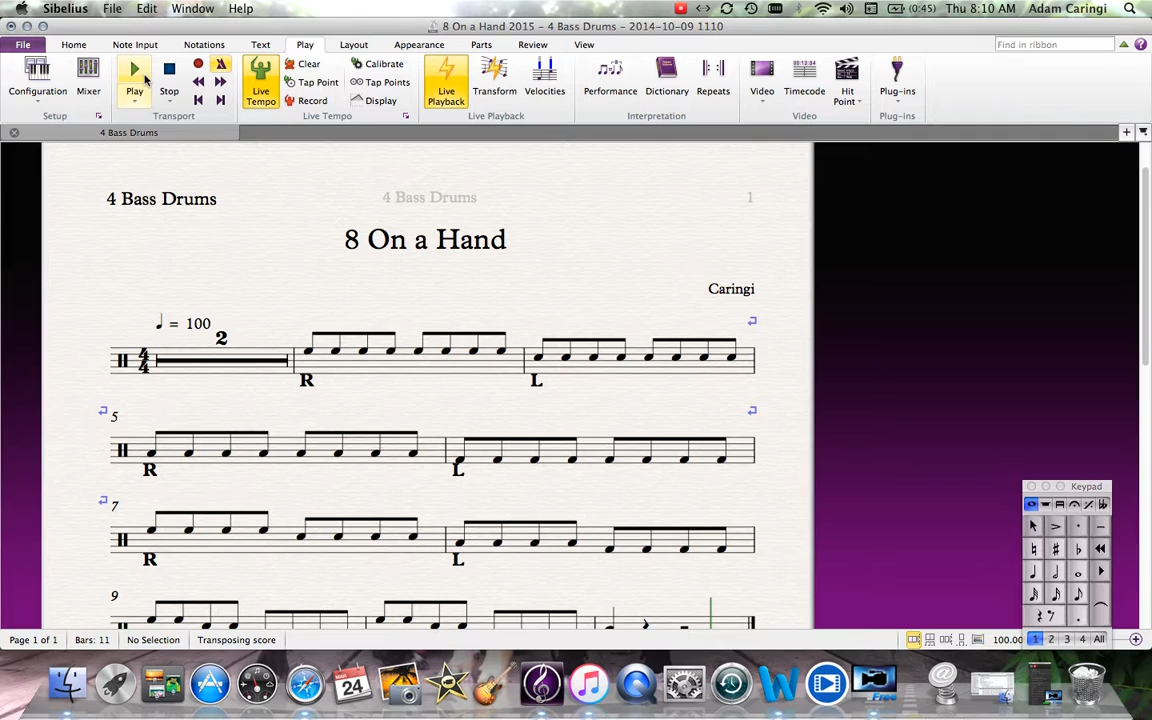 Sibelius File Edit Window Help (0:45) Thu 8:10 AM Adam Caringi
8 On a Hand 2015 – 4 Bass Drums – 2014-10-09 1110
File Home Note Input Notations Text Play Layout Appearance Parts Review View Find in ribbon
Configuration Mixer Play Stop Live Tempo Clear Calibrate Live Playback Transform Velocities Performance Dictionary Repeats Video Timecode Hit Point Plug-ins
Tap Point Tap Points
Record Display
Setup Transport Live Tempo Live Playback Interpretation Video Plug-ins
4 Bass Drums
4 Bass Drums 4 Bass Drums 1
8 On a Hand
Caringi
= 100
2
4
4
R L
5
R L
7
R L
9
Keypad
Page 1 of 1 Bars: 11 No Selection Transposing score 100.00 1 2 3 4 All
MAR
24
Free